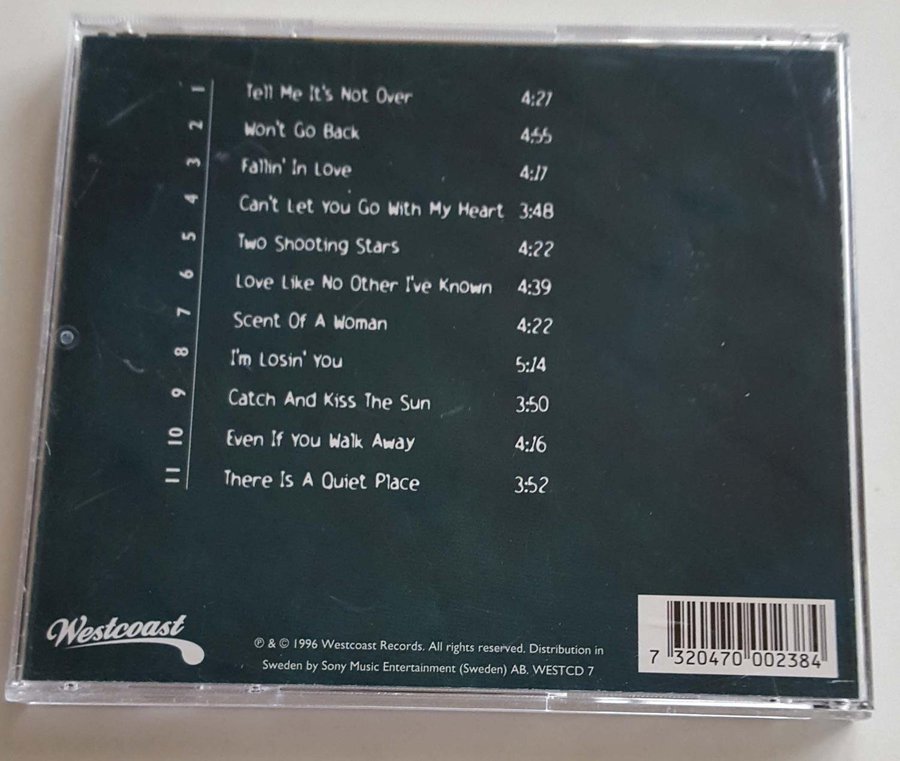 1 Tell Me It's Not Over 4:27
2 Won't Go Back 4:55
3 Fallin' In Love 4:17
4 Can't Let You Go With My Heart 3:48
5 Two Shooting Stars 4:22
6 Love Like No Other I've Known 4:39
7 Scent Of A Woman 4:22
8 I'm Losin' You 5:14
9 Catch And Kiss The Sun 3:50
10 Even If You Walk Away 4:16
11 There Is A Quiet Place 3:52
Westcoast
℗ & © 1996 Westcoast Records. All rights reserved. Distribution in
Sweden by Sony Music Entertainment (Sweden) AB. WESTCD 7
7 320470 002384